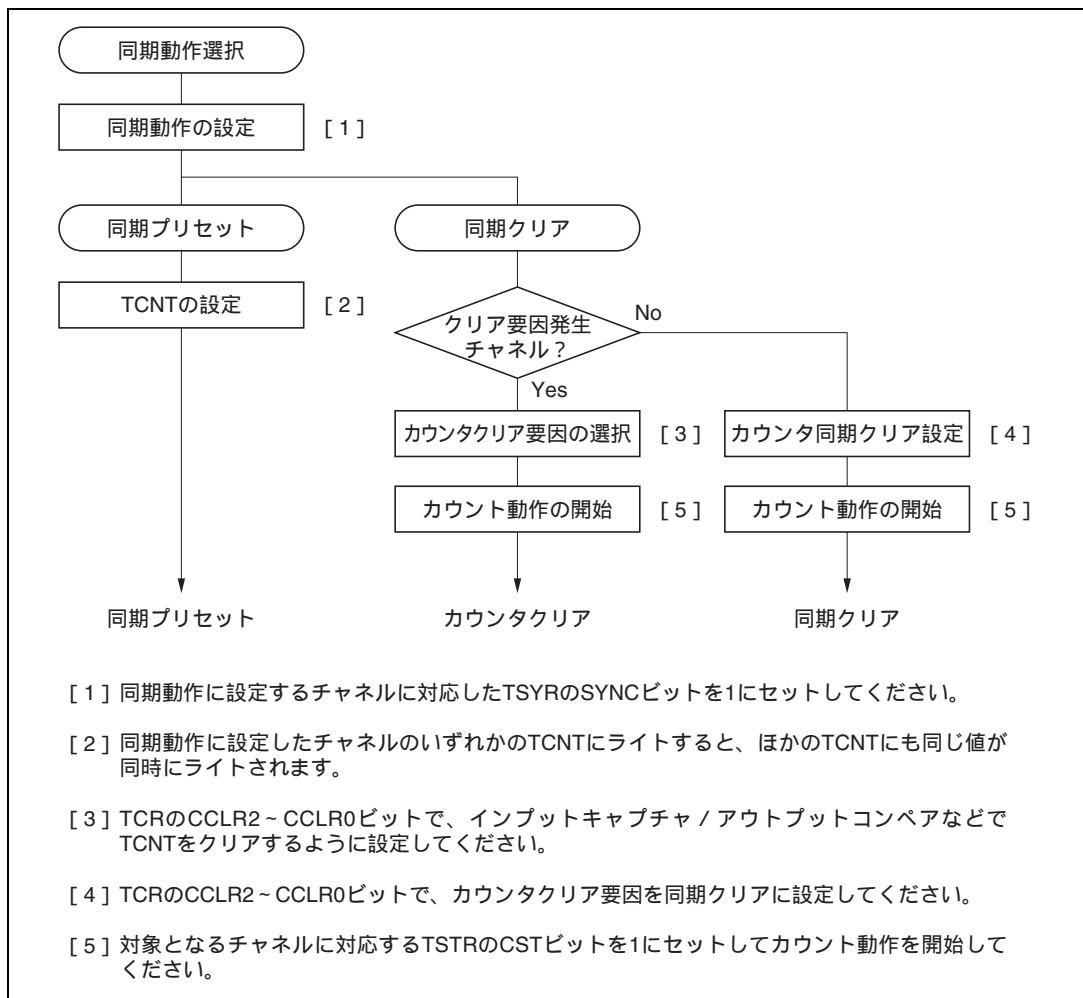 同期動作選択
同期動作の設定 [ 1 ]
同期プリセット 同期クリア
TCNTの設定 [ 2 ]
クリア要因発生
チャネル？
No
Yes
カウンタクリア要因の選択 [ 3 ] カウンタ同期クリア設定 [ 4 ]
カウント動作の開始 [ 5 ] カウント動作の開始 [ 5 ]
同期プリセット カウンタクリア 同期クリア
[ 1 ] 同期動作に設定するチャネルに対応したTSYRのSYNCビットを1にセットしてください。
[ 2 ] 同期動作に設定したチャネルのいずれかのTCNTにライトすると、ほかのTCNTにも同じ値が
同時にライトされます。
[ 3 ] TCRのCCLR2～CCLR0ビットで、インプットキャプチャ / アウトプットコンペアなどで
TCNTをクリアするように設定してください。
[ 4 ] TCRのCCLR2～CCLR0ビットで、カウンタクリア要因を同期クリアに設定してください。
[ 5 ] 対象となるチャネルに対応するTSTRのCSTビットを1にセットしてカウント動作を開始して
ください。